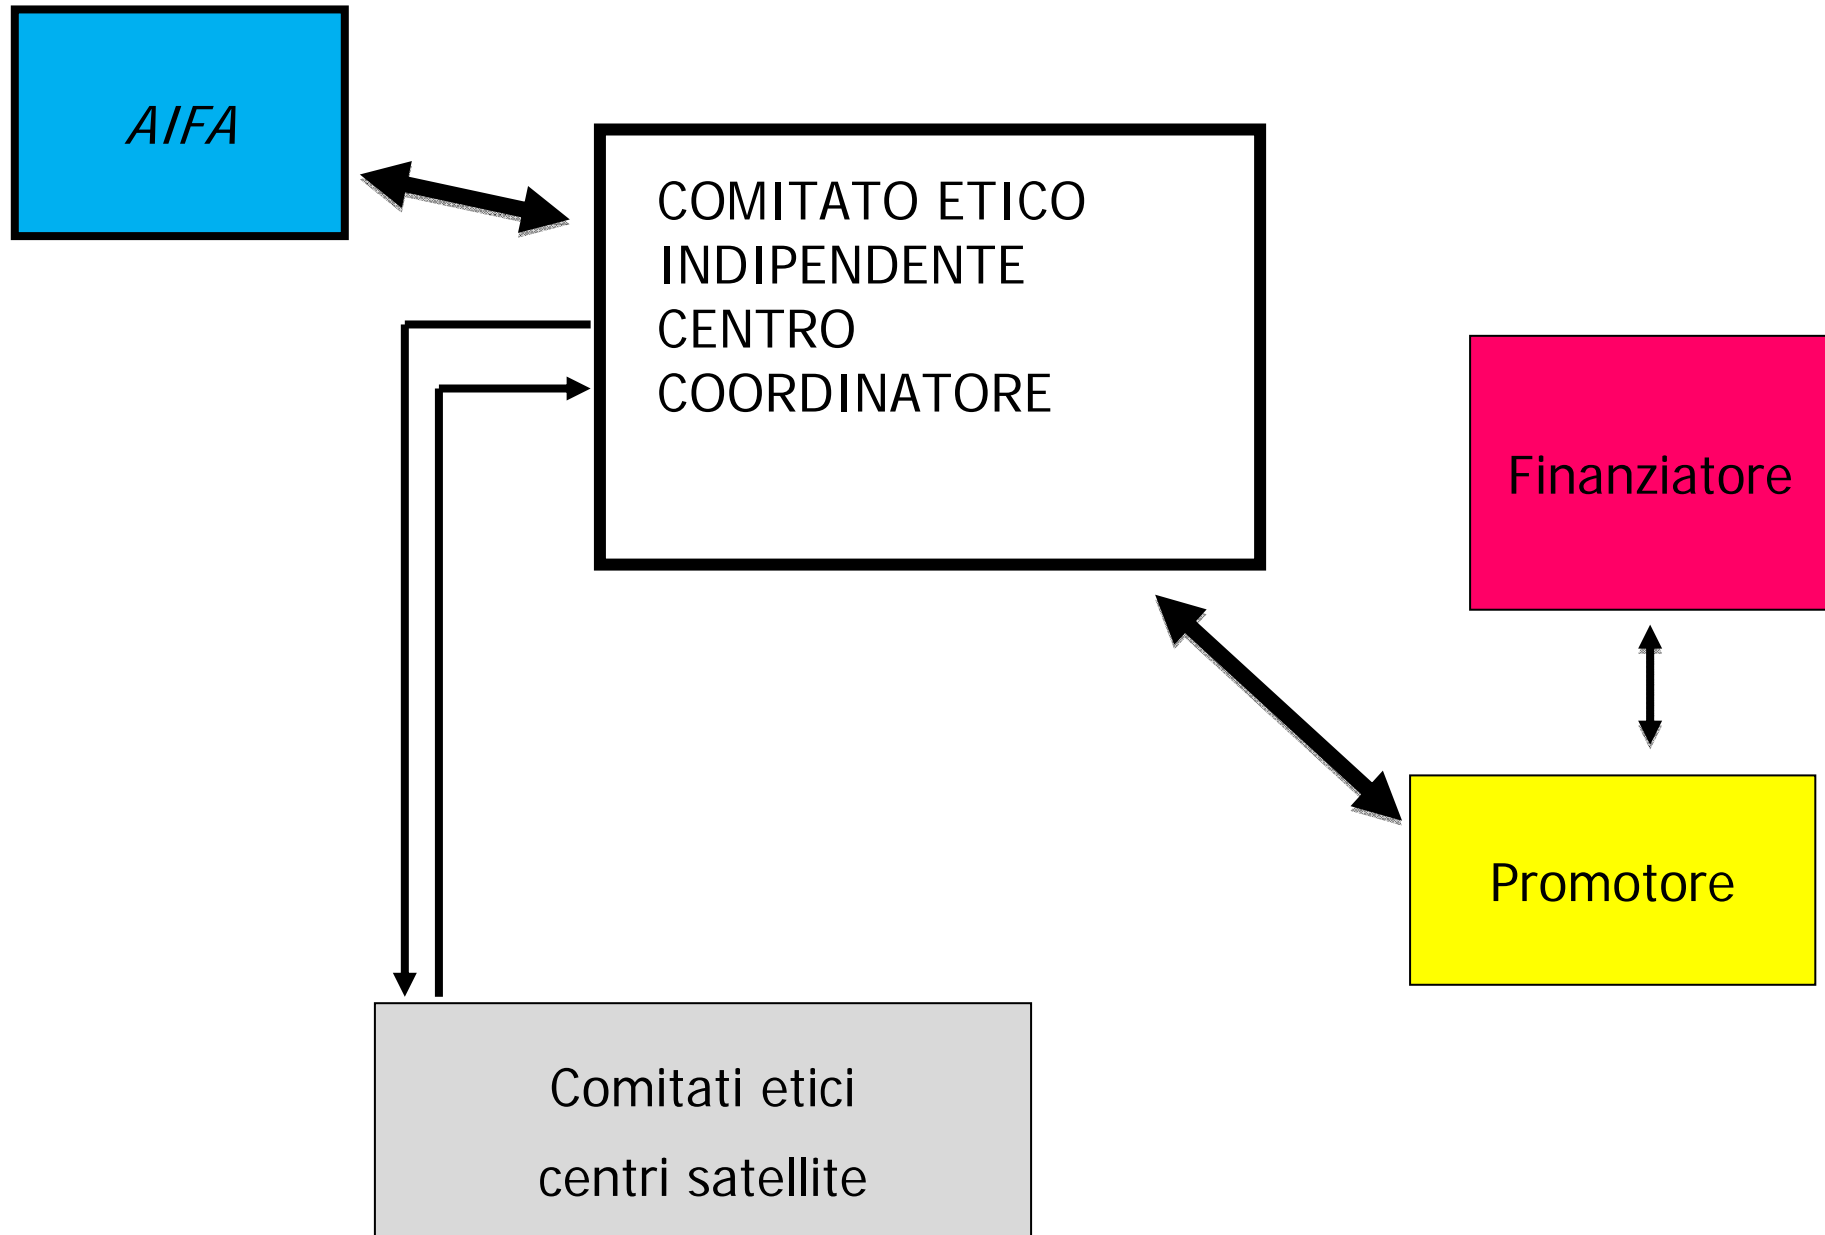 AIFA
COMITATO ETICO
INDIPENDENTE
CENTRO
COORDINATORE
Finanziatore
Promotore
Comitati etici
centri satellite